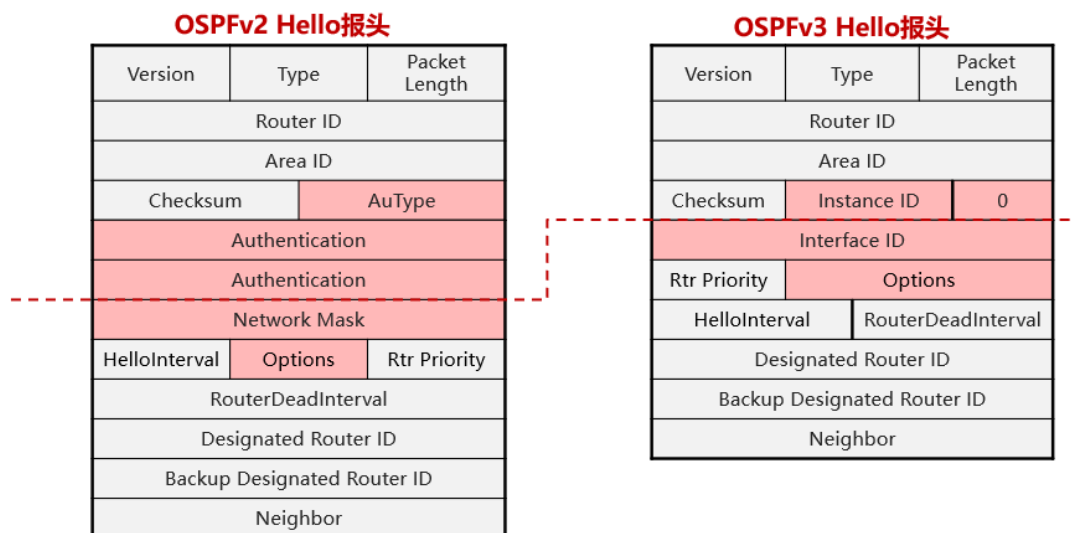 OSPFv2 Hello报头
Version Type Packet Length
Router ID
Area ID
Checksum AuType
Authentication
Authentication
Network Mask
HelloInterval Options Rtr Priority
RouterDeadInterval
Designated Router ID
Backup Designated Router ID
Neighbor
OSPFv3 Hello报头
Version Type Packet Length
Router ID
Area ID
Checksum Instance ID 0
Interface ID
Rtr Priority Options
HelloInterval RouterDeadInterval
Designated Router ID
Backup Designated Router ID
Neighbor